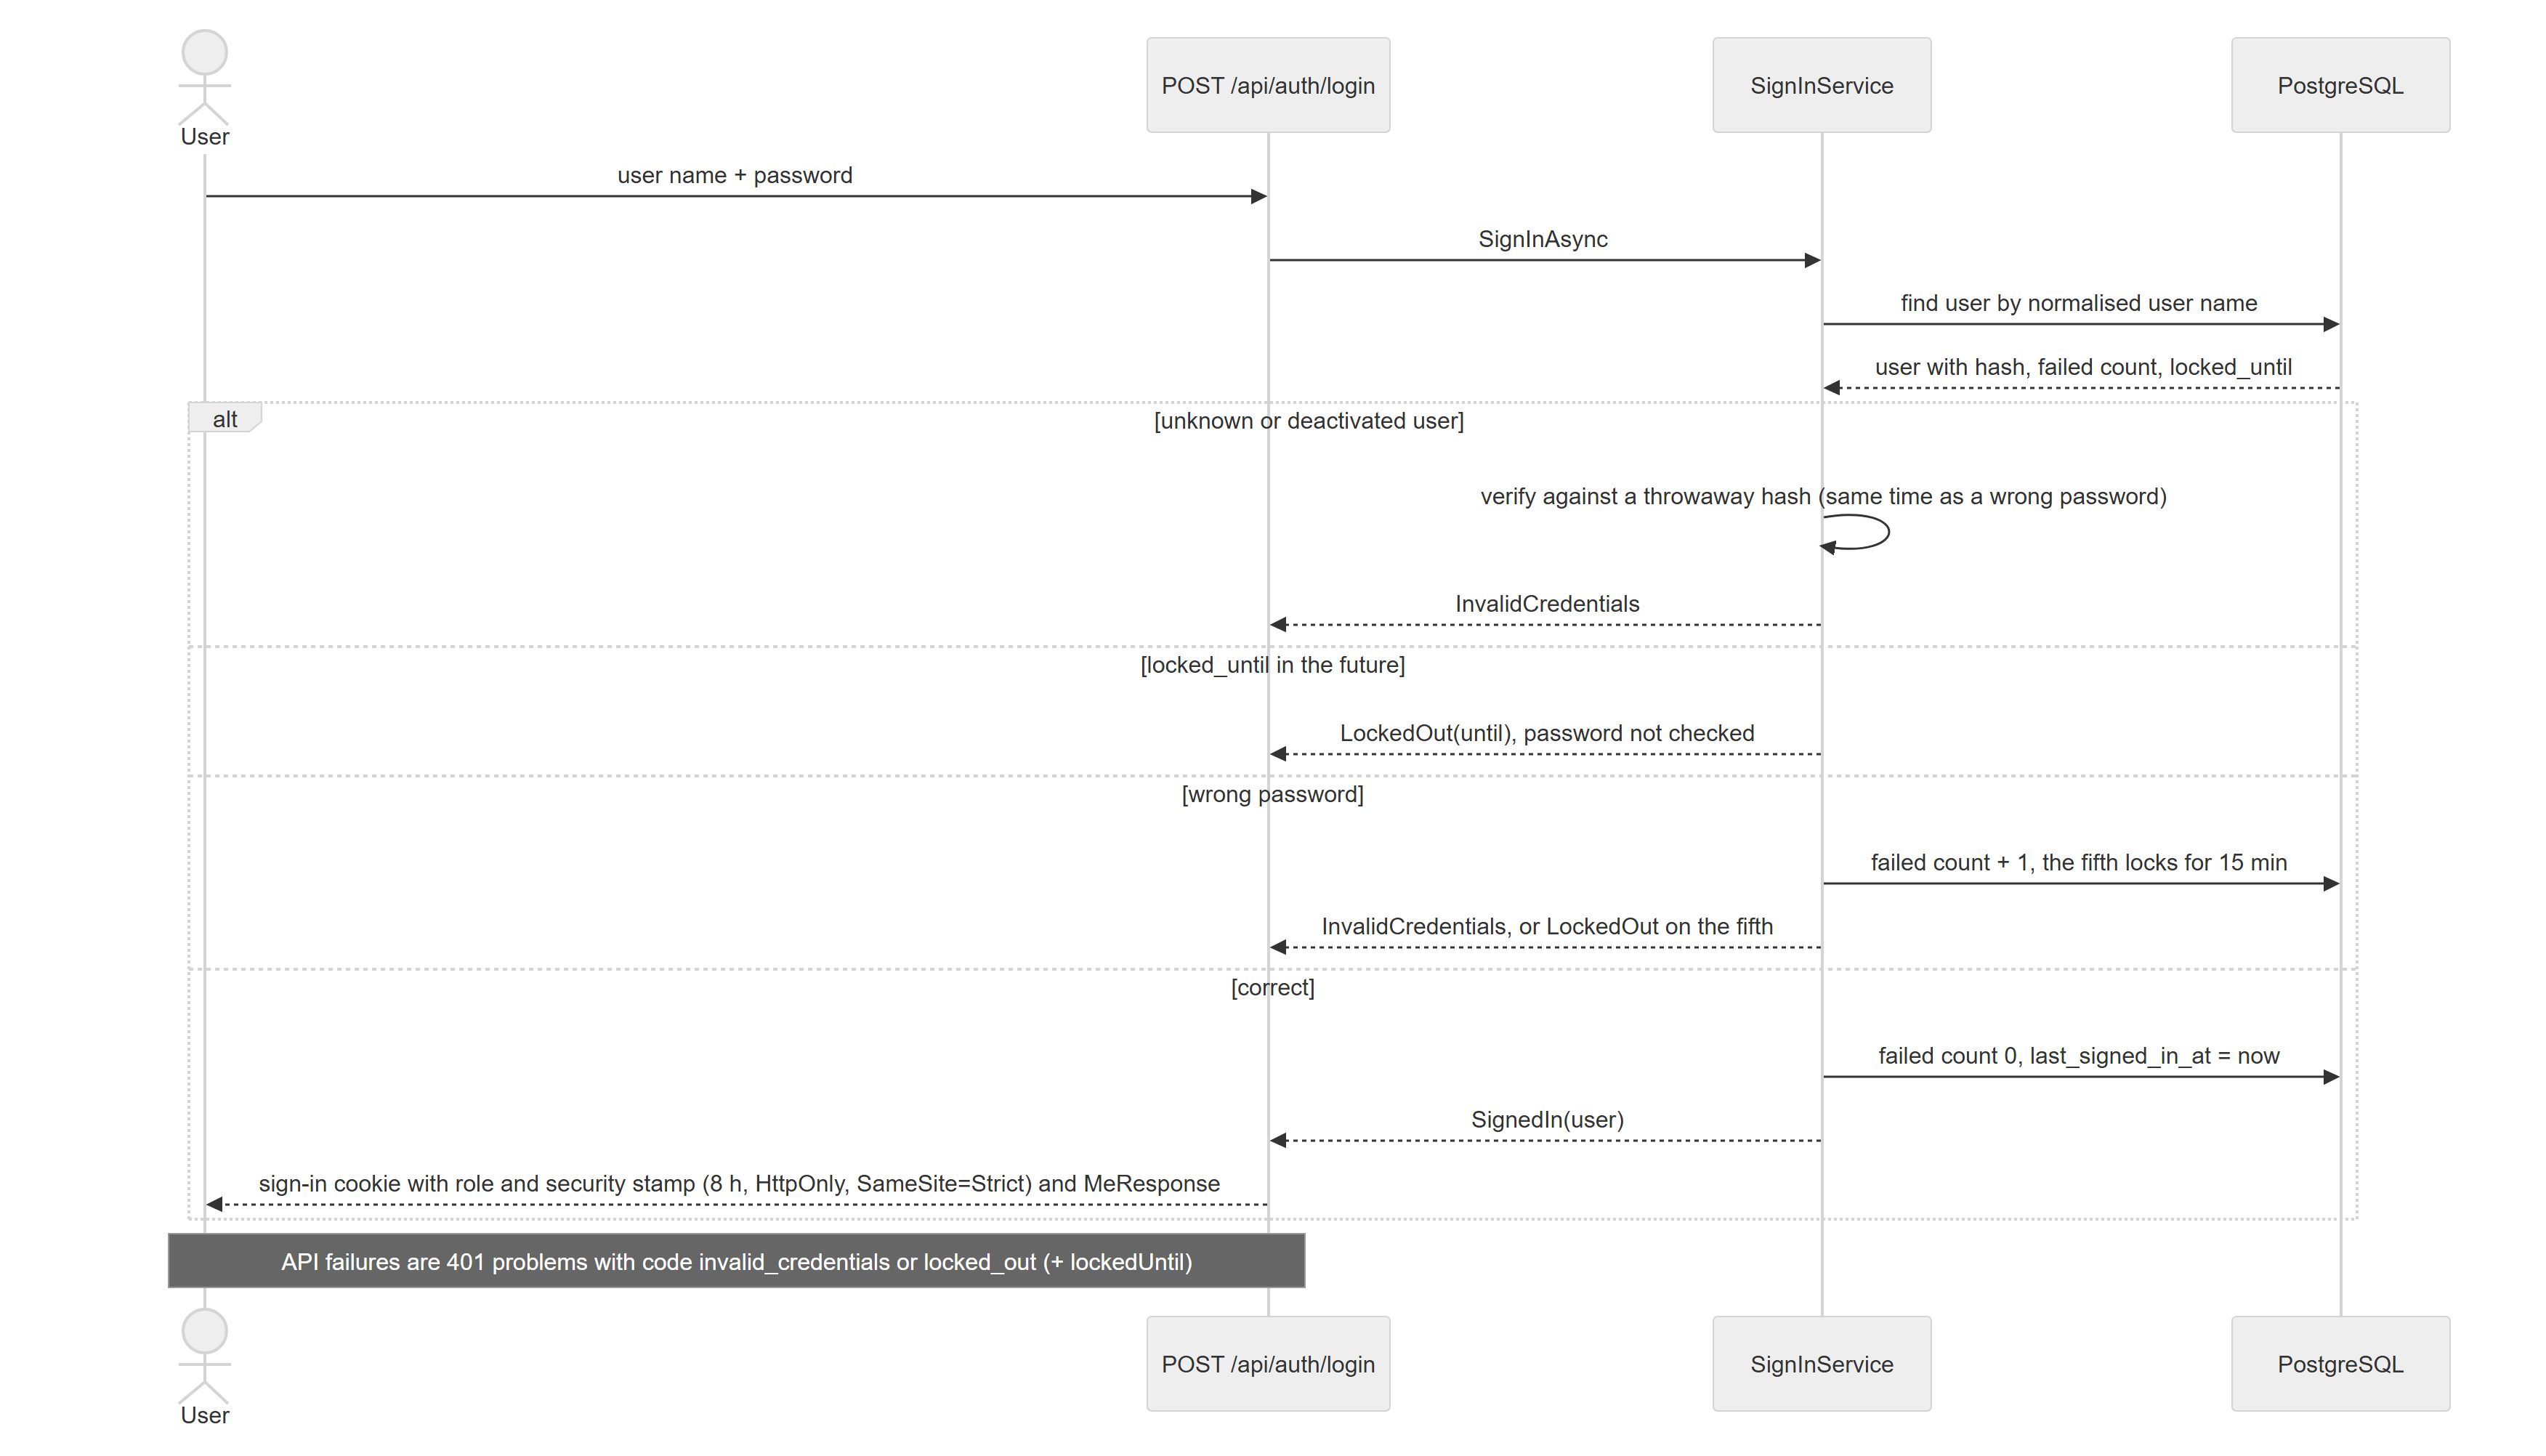 User
POST /api/auth/login
SignInService
PostgreSQL
user name + password
SignInAsync
find user by normalised user name
user with hash, failed count, locked_until
alt
[unknown or deactivated user]
verify against a throwaway hash (same time as a wrong password)
InvalidCredentials
[locked_until in the future]
LockedOut(until), password not checked
[wrong password]
failed count + 1, the fifth locks for 15 min
InvalidCredentials, or LockedOut on the fifth
[correct]
failed count 0, last_signed_in_at = now
SignedIn(user)
sign-in cookie with role and security stamp (8 h, HttpOnly, SameSite=Strict) and MeResponse
API failures are 401 problems with code invalid_credentials or locked_out (+ lockedUntil)
User
POST /api/auth/login
SignInService
PostgreSQL